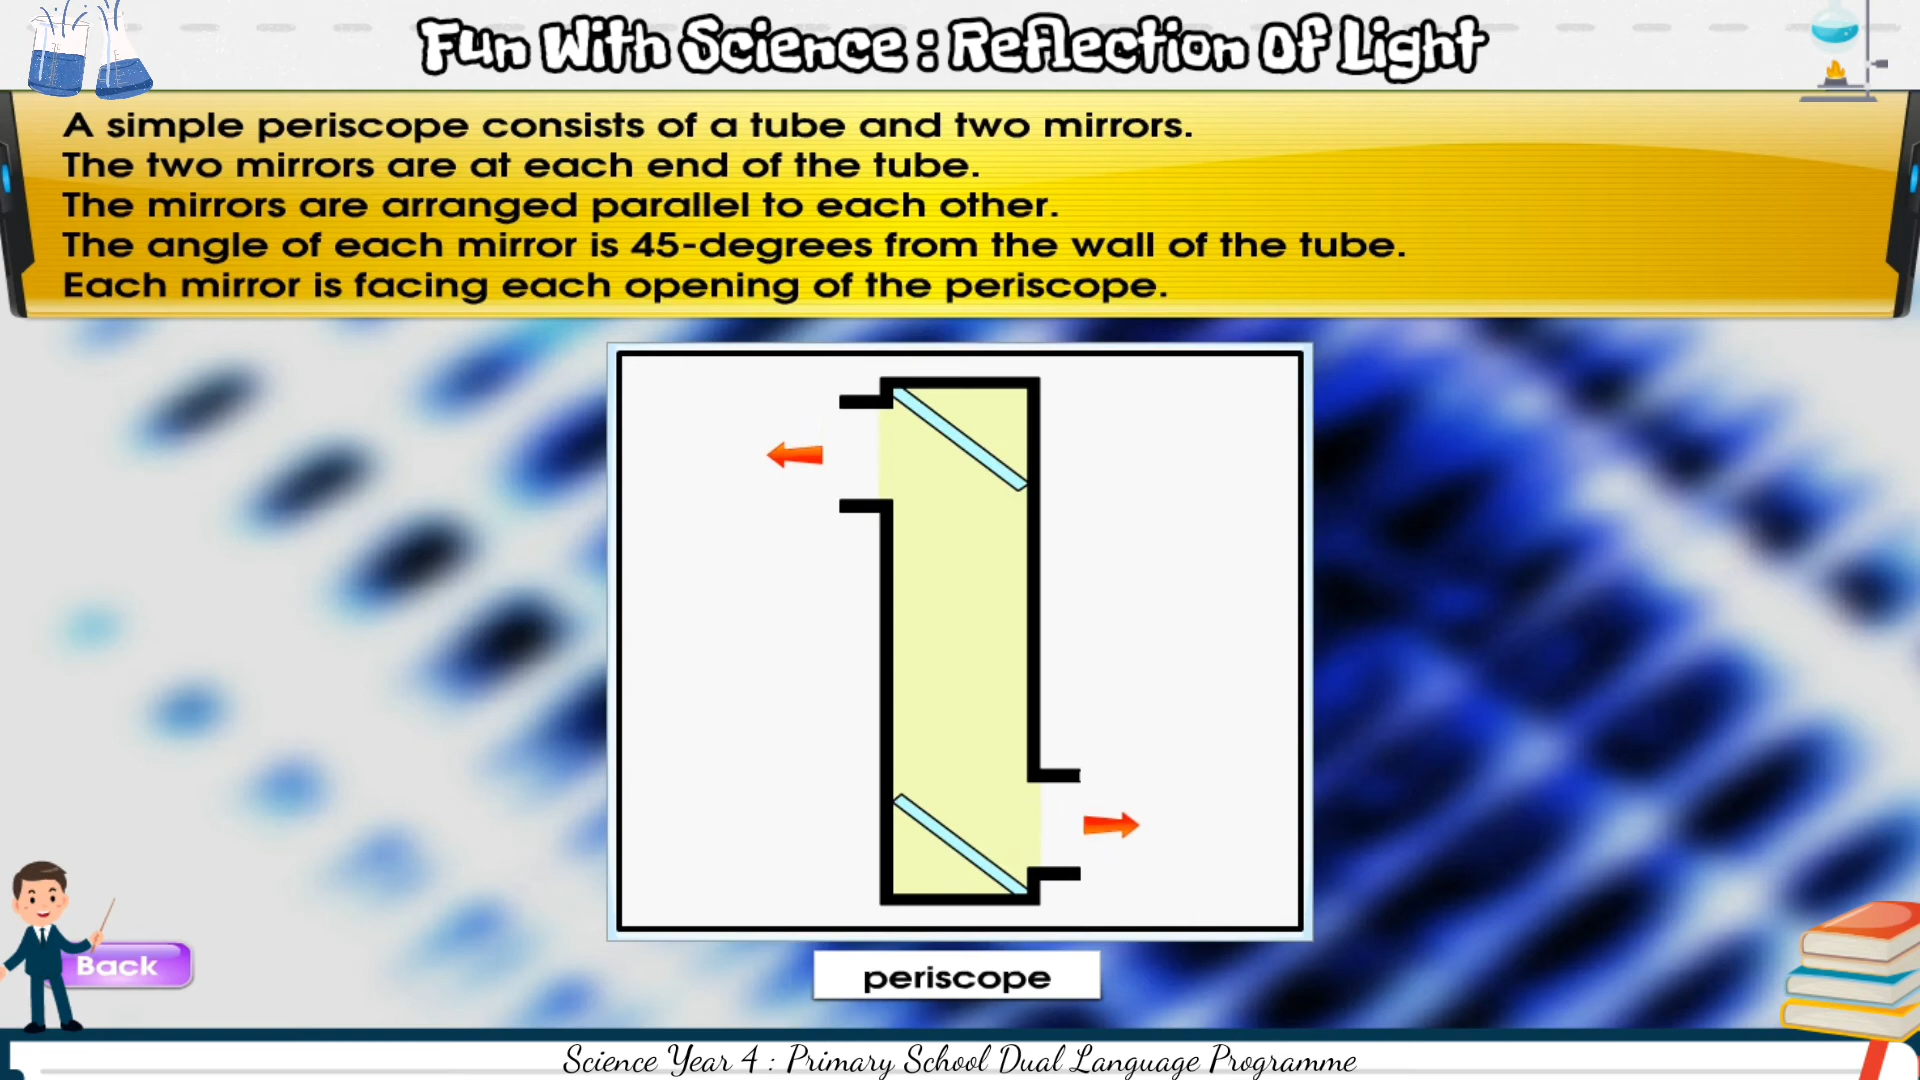 Fun With Science : Reflection Of Light
A simple periscope consists of a tube and two mirrors.
The two mirrors are at each end of the tube.
The mirrors are arranged parallel to each other.
The angle of each mirror is 45-degrees from the wall of the tube.
Each mirror is facing each opening of the periscope.
periscope
Back
Science Year 4 : Primary School Dual Language Programme